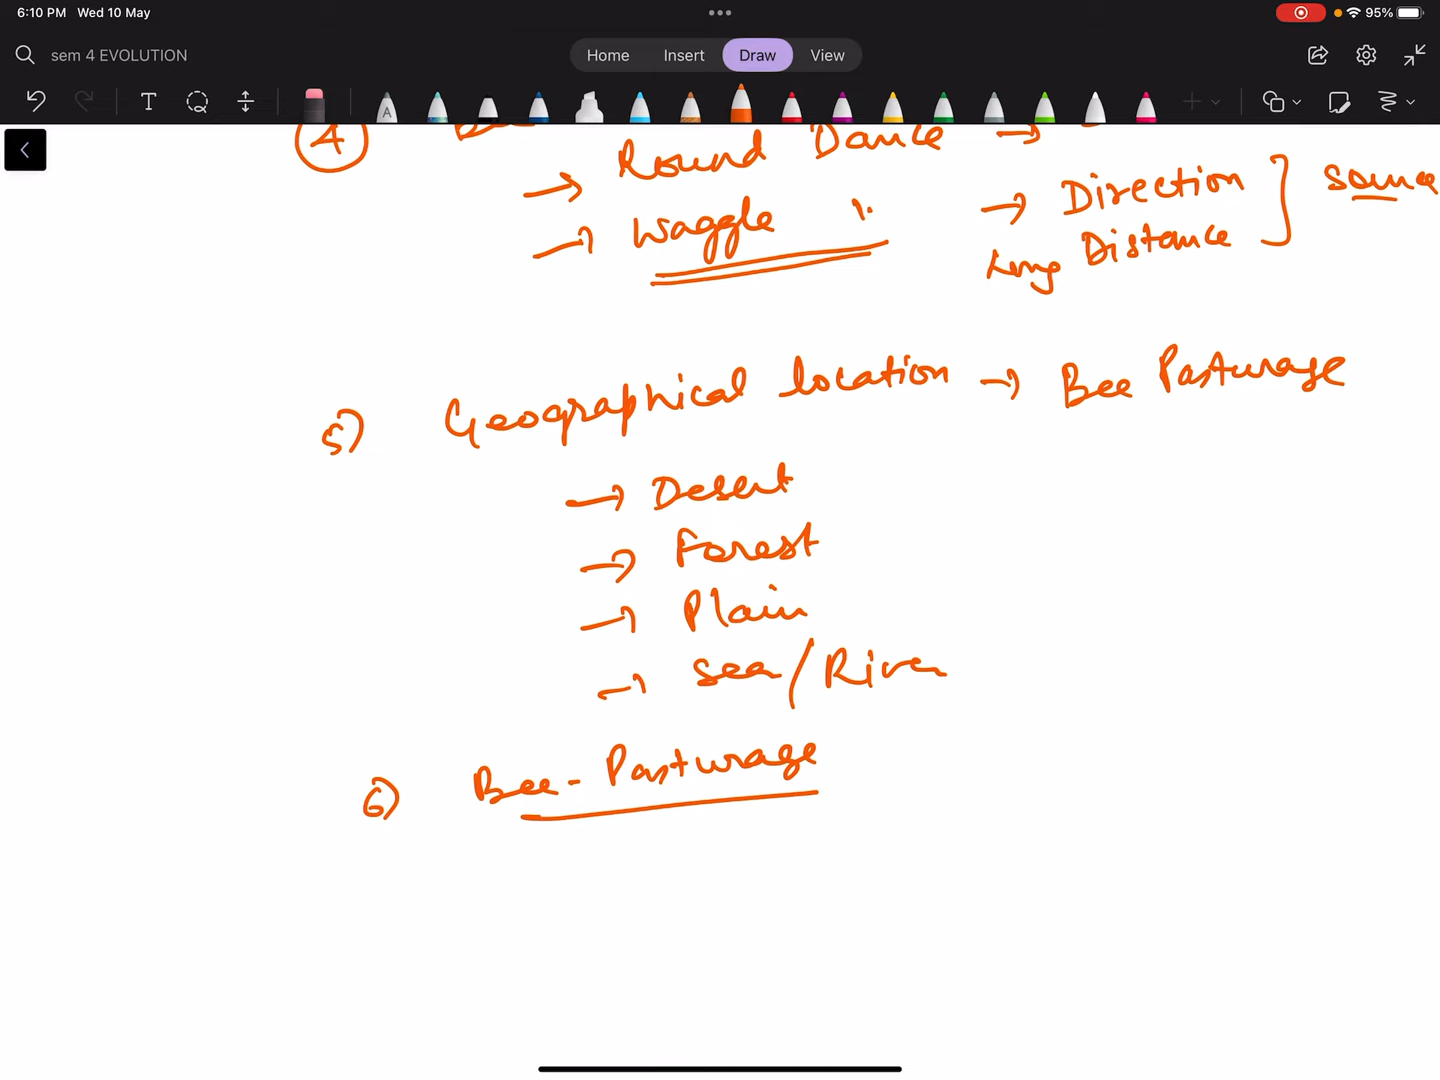 6:10 PM Wed 10 May
95%
sem 4 EVOLUTION
Home Insert Draw View
T A
4
→ Round Dance →
→ Waggle " → Direction
Long Distance ] source
5) Geographical location → Bee Pasturage
→ Desert
→ Forest
→ Plain
→ Sea/River
6) Bee-Pasturage